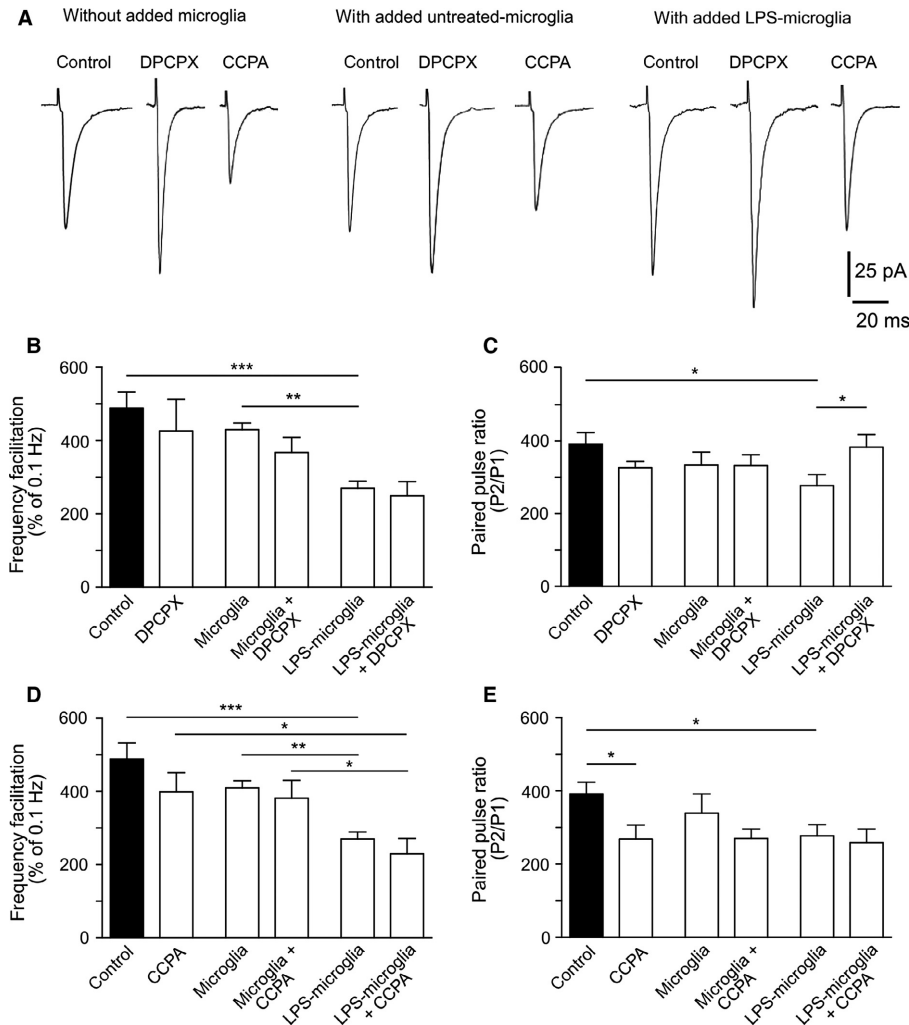 A
Without added microglia
With added untreated-microglia
With added LPS-microglia
Control
DPCPX
CCPA
Control
DPCPX
CCPA
Control
DPCPX
CCPA
25 pA
20 ms
B
Frequency facilitation
(% of 0.1 Hz)
600
400
200
0
***
**
Control
DPCPX
Microglia
Microglia +
DPCPX
LPS-microglia
LPS-microglia
+ DPCPX
C
Paired pulse ratio
(P2/P1)
600
400
200
0
*
*
Control
DPCPX
Microglia
Microglia +
DPCPX
LPS-microglia
LPS-microglia
+ DPCPX
D
Frequency facilitation
(% of 0.1 Hz)
600
400
200
0
***
*
**
*
Control
CCPA
Microglia
Microglia +
CCPA
LPS-microglia
LPS-microglia
+ CCPA
E
Paired pulse ratio
(P2/P1)
600
400
200
0
*
*
Control
CCPA
Microglia
Microglia +
CCPA
LPS-microglia
LPS-microglia
+ CCPA